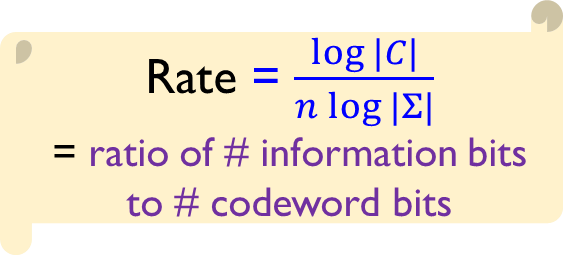 Rate = log |C| / n log |Σ|
= ratio of # information bits
to # codeword bits